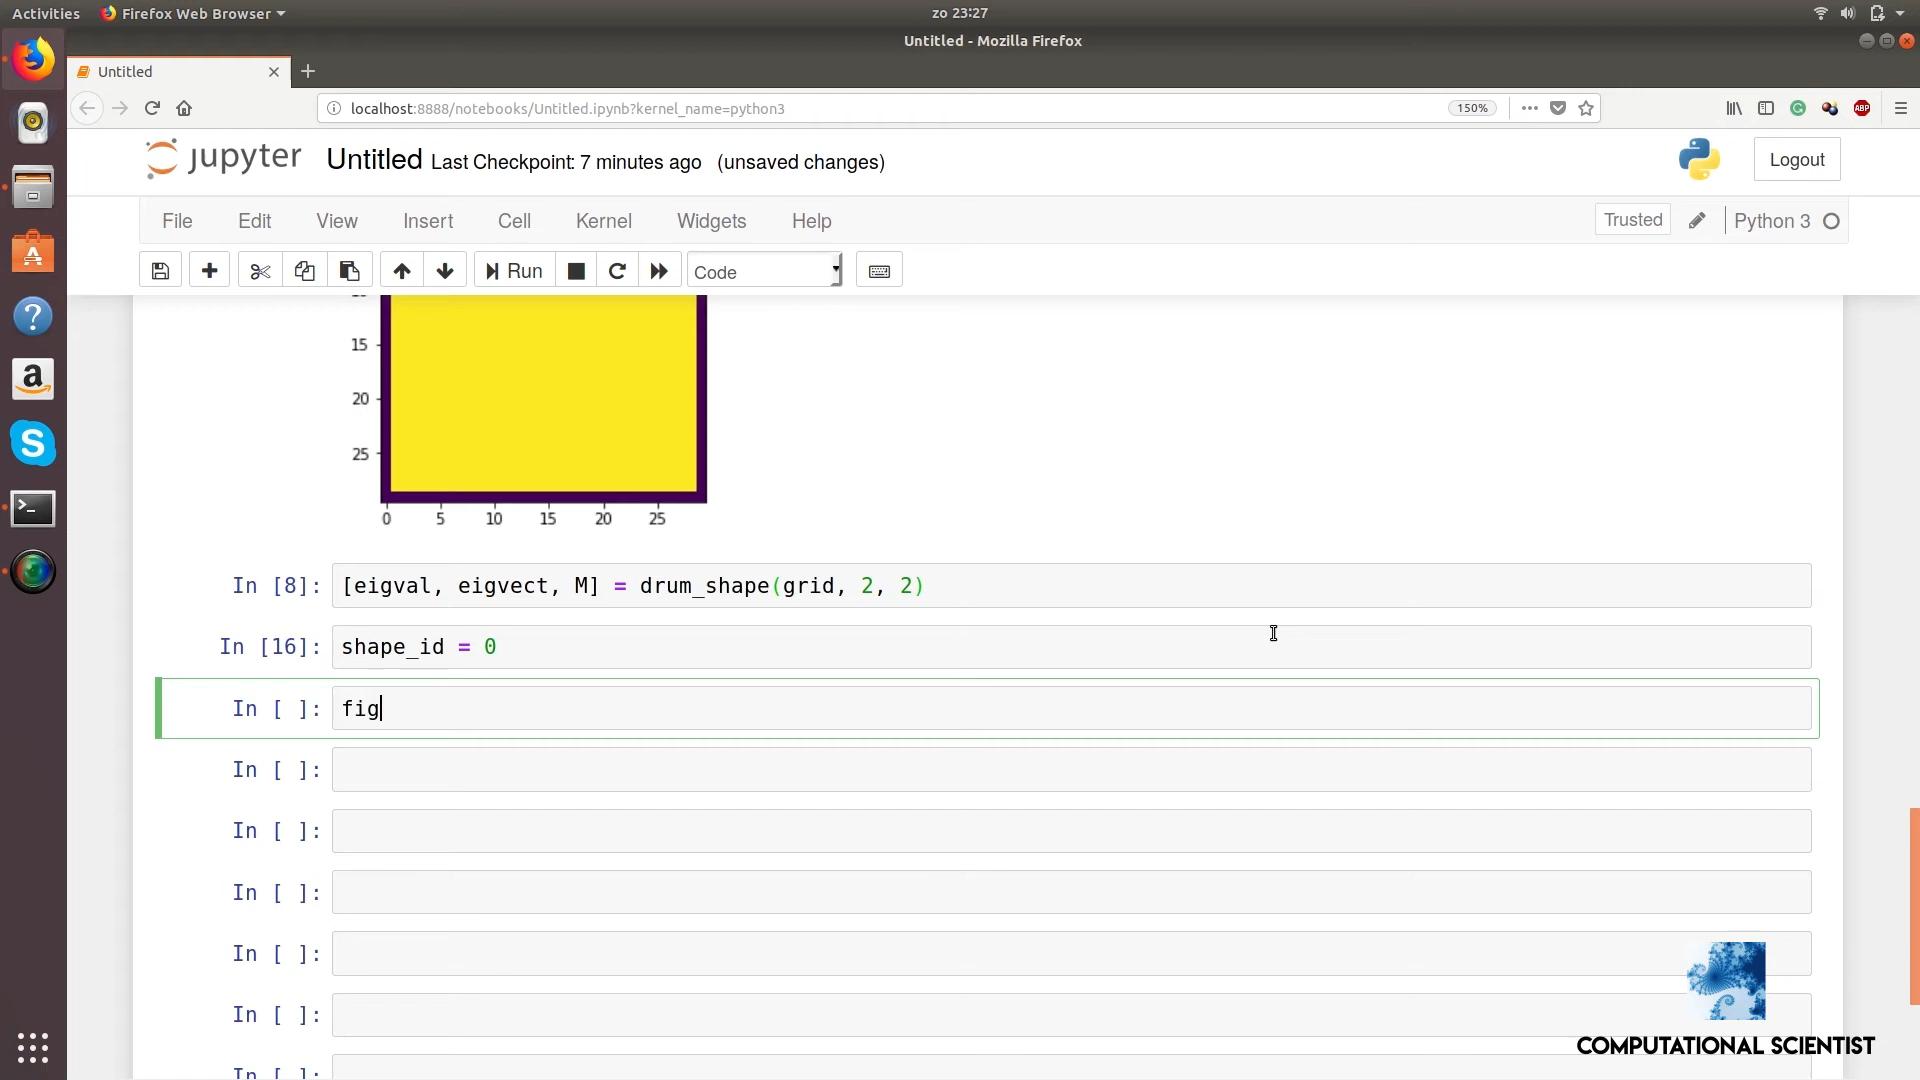 Activities Firefox Web Browser zo 23:27
Untitled - Mozilla Firefox
Untitled
localhost:8888/notebooks/Untitled.ipynb?kernel_name=python3 150% ABP
jupyter Untitled Last Checkpoint: 7 minutes ago (unsaved changes) Logout
File Edit View Insert Cell Kernel Widgets Help Trusted Python 3
Run Code
15
20
25
0 5 10 15 20 25
In [8]: [eigval, eigvect, M] = drum_shape(grid, 2, 2)
In [16]: shape_id = 0
In [ ]: fig
In [ ]:
In [ ]:
In [ ]:
In [ ]:
In [ ]:
In [ ]:
COMPUTATIONAL SCIENTIST